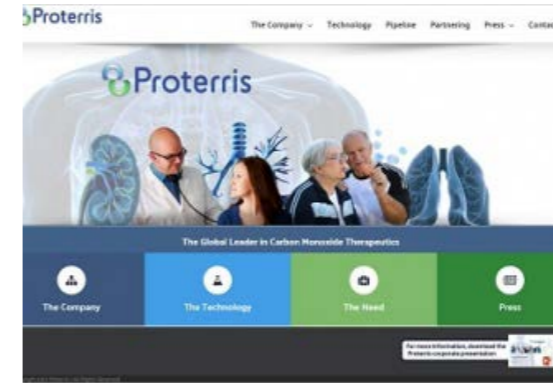 Proterris
The Company Technology Pipeline Partnering Press Contac
Proterris
The Global Leader in Carbon Monoxide Therapeutics
The Company The Technology The Need Press
For more information, download the
Proterris corporate presentation